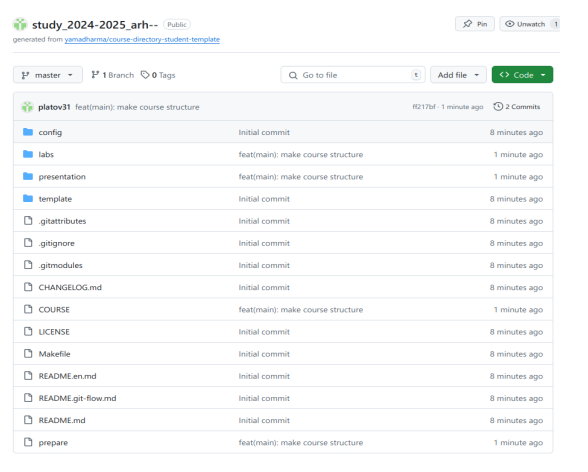 study_2024-2025_arh-- Public
Pin
Unwatch 1
generated from yamadharma/course-directory-student-template
master
1 Branch
0 Tags
Go to file
t
Add file
Code
platov31 feat(main): make course structure
ff217bf · 1 minute ago
2 Commits
config Initial commit 8 minutes ago
labs feat(main): make course structure 1 minute ago
presentation feat(main): make course structure 1 minute ago
template Initial commit 8 minutes ago
.gitattributes Initial commit 8 minutes ago
.gitignore Initial commit 8 minutes ago
.gitmodules Initial commit 8 minutes ago
CHANGELOG.md Initial commit 8 minutes ago
COURSE feat(main): make course structure 1 minute ago
LICENSE Initial commit 8 minutes ago
Makefile Initial commit 8 minutes ago
README.en.md Initial commit 8 minutes ago
README.git-flow.md Initial commit 8 minutes ago
README.md Initial commit 8 minutes ago
prepare feat(main): make course structure 1 minute ago